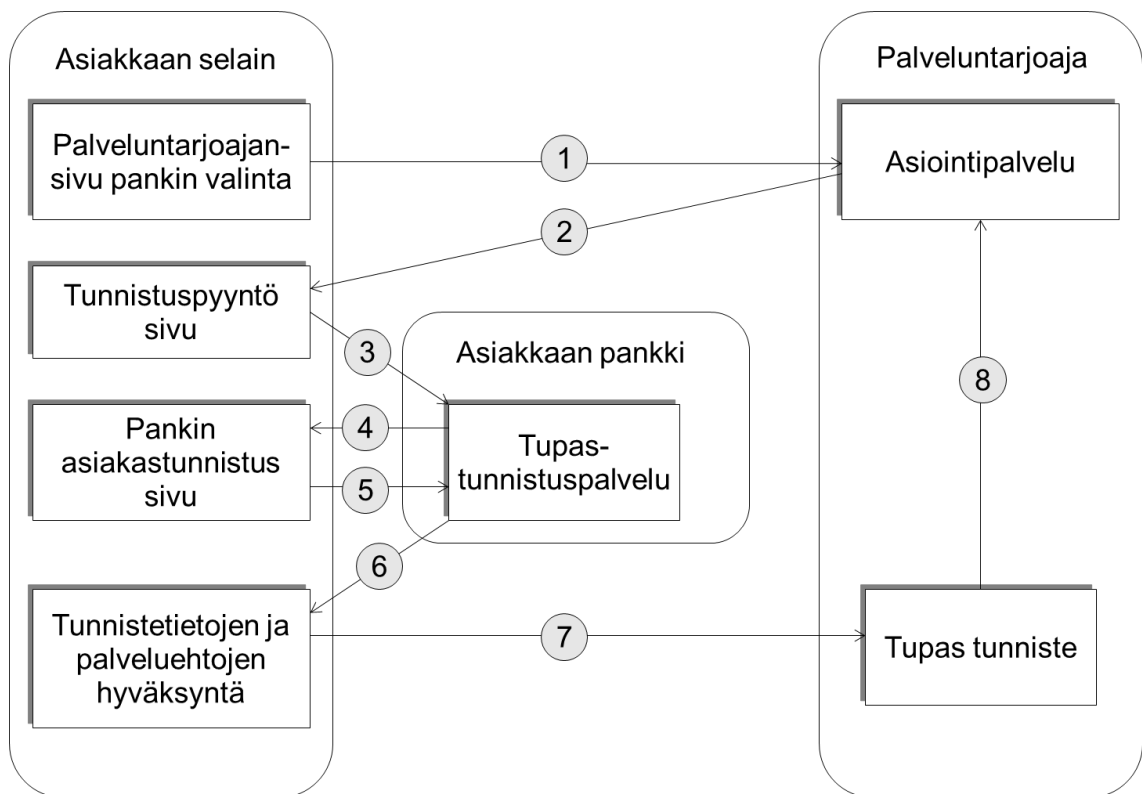 Asiakkaan selain
Palveluntarjoajan-
sivu pankin valinta
Tunnistuspyyntö
sivu
Pankin
asiakastunnistus
sivu
Tunnistetietojen ja
palveluehtojen
hyväksyntä
1
2
3
4
5
6
7
Asiakkaan pankki
Tupas-
tunnistuspalvelu
Palveluntarjoaja
Asiointipalvelu
8
Tupas tunniste